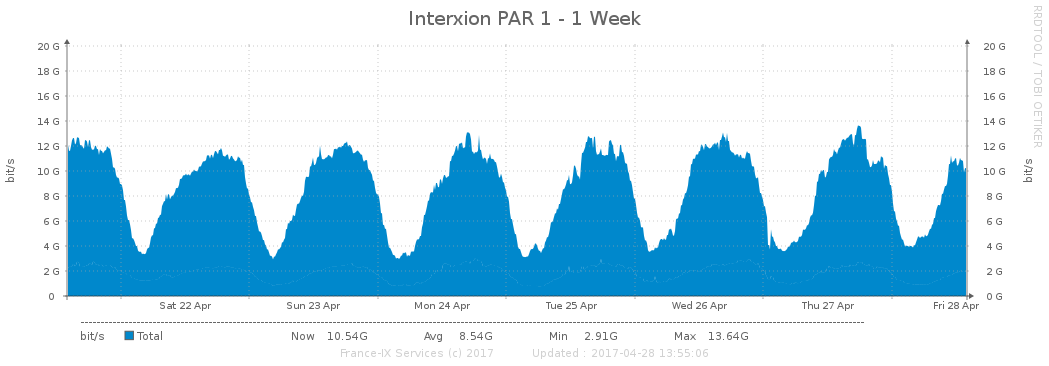 Interxion PAR 1 - 1 Week
RRDTOOL / TOBI OETIKER
bit/s
bit/s
20 G 20 G
18 G 18 G
16 G 16 G
14 G 14 G
12 G 12 G
10 G 10 G
8 G 8 G
6 G 6 G
4 G 4 G
2 G 2 G
0 0 G
Sat 22 Apr Sun 23 Apr Mon 24 Apr Tue 25 Apr Wed 26 Apr Thu 27 Apr Fri 28 Apr
bit/s Total Now 10.54G Avg 8.54G Min 2.91G Max 13.64G
France-IX Services (c) 2017 Updated : 2017-04-28 13:55:06